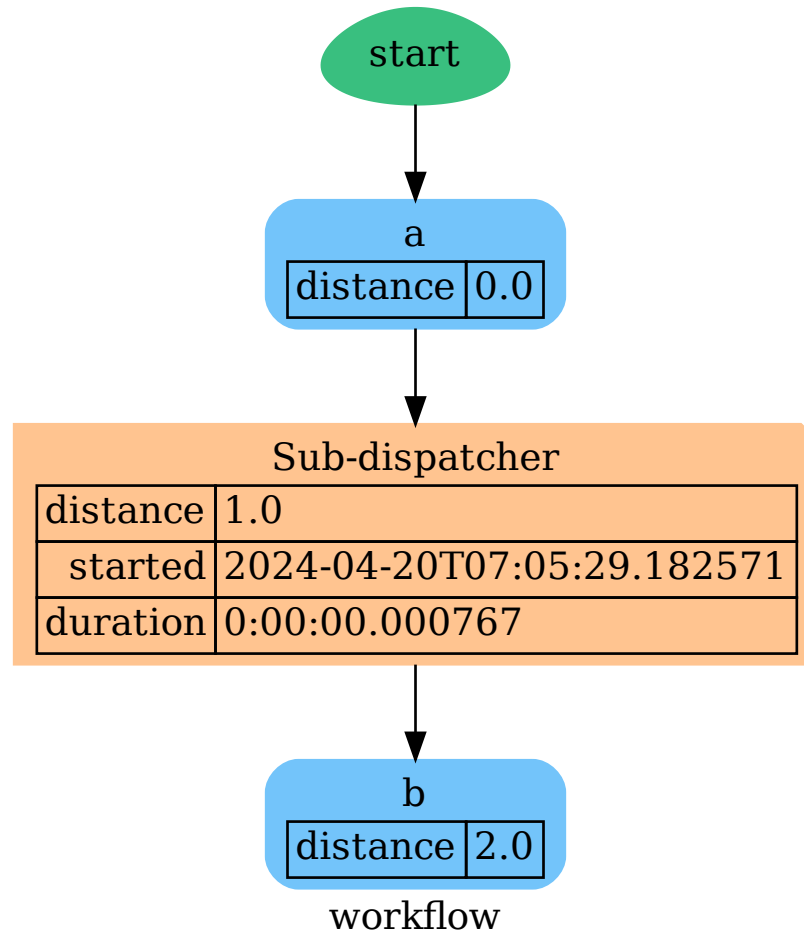 start
a
distance 0.0
Sub-dispatcher
distance 1.0
started 2024-04-20T07:05:29.182571
duration 0:00:00.000767
b
distance 2.0
workflow